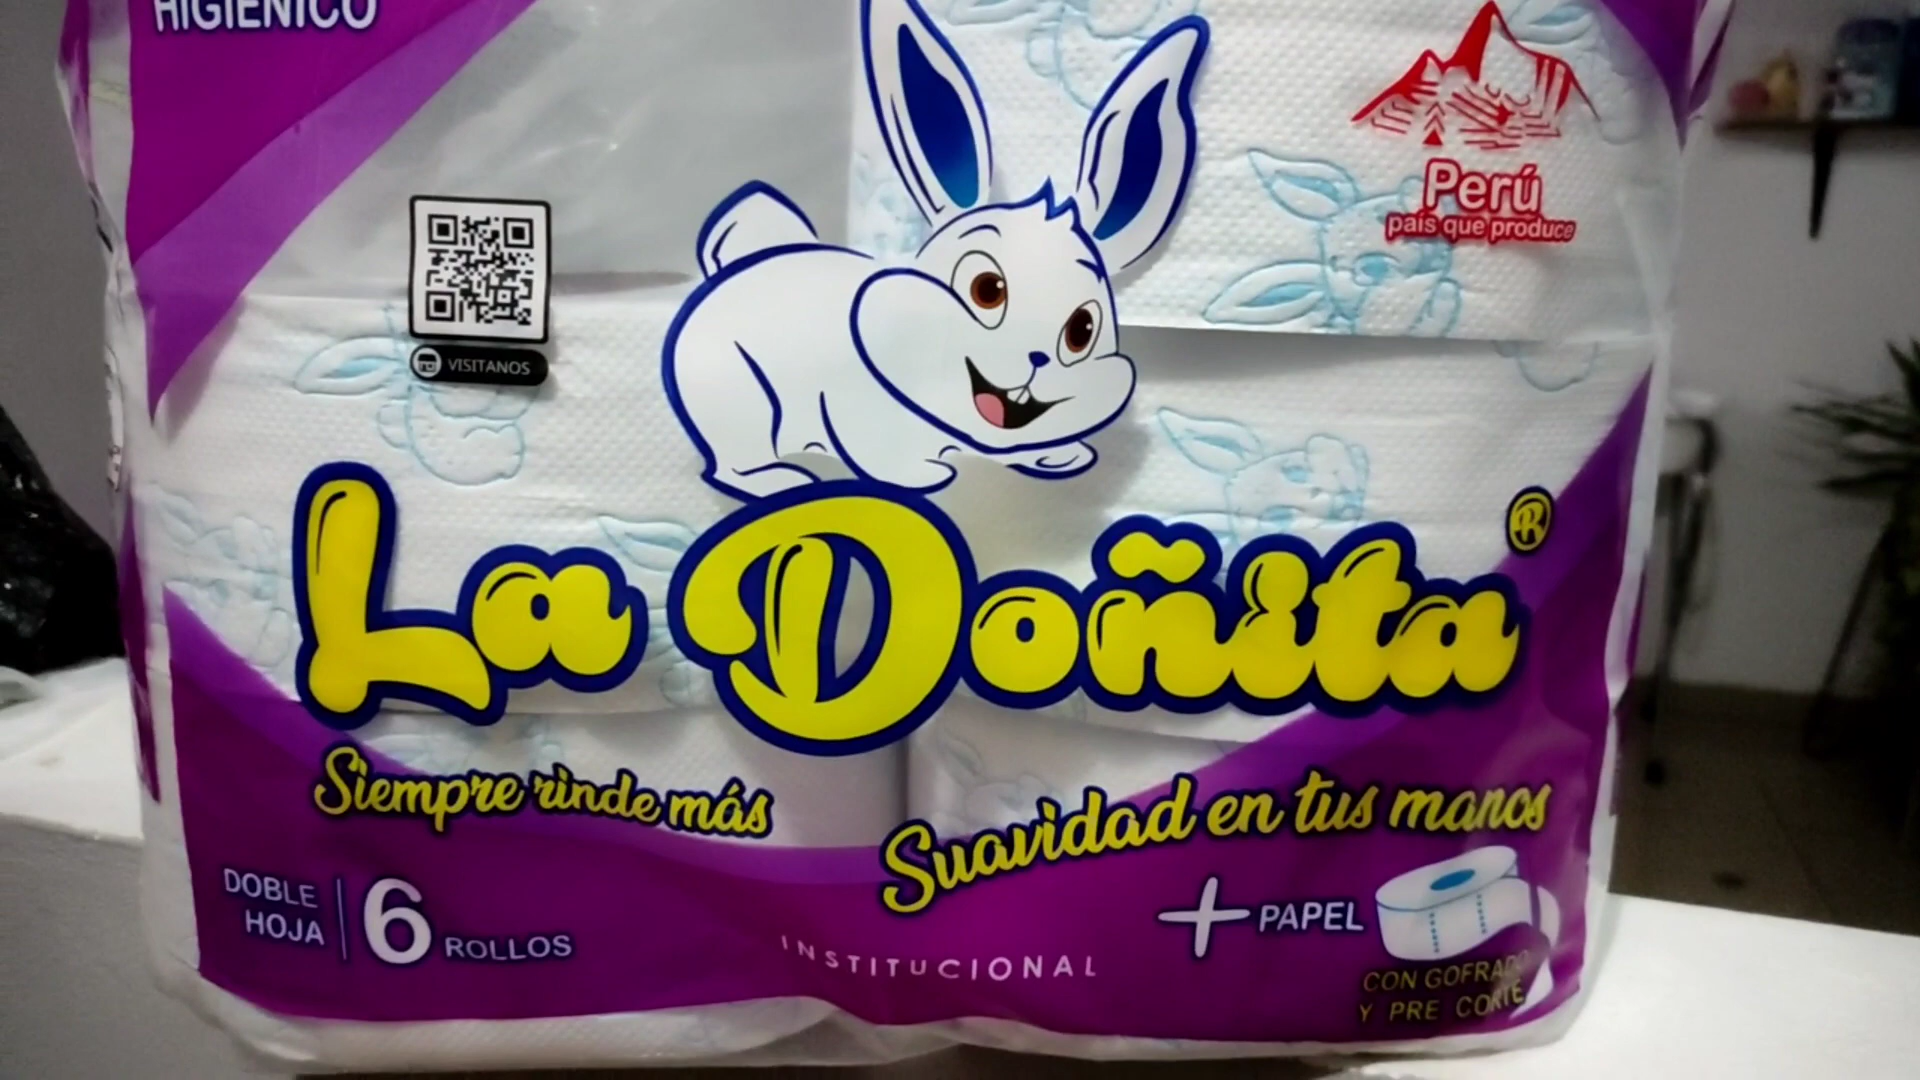 HIGIÉNICO
Perú
país que produce
VISITANOS
La Doñita®
Siempre rinde más
Suavidad en tus manos
DOBLE
HOJA
6 ROLLOS
+ PAPEL
INSTITUCIONAL
CON GOFRADO
Y PRE CORTE